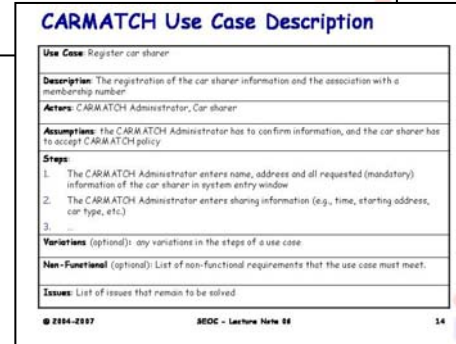 CARMATCH Use Case Description
Use Case: Register car sharer
Description: The registration of the car sharer information and the association with a
membership number
Actors: CARMATCH Administrator, Car sharer
Assumptions: the CARMATCH Administrator has to confirm information, and the car sharer has
to accept CARMATCH policy
Steps:
1. The CARMATCH Administrator enters name, address and all requested (mandatory)
information of the car sharer in system entry window
2. The CARMATCH Administrator enters sharing information (e.g., time, starting address,
car type, etc.)
3. ...
Variations (optional): any variations in the steps of a use case
Non-Functional (optional): List of non-functional requirements that the use case must meet.
Issues: List of issues that remain to be solved
© 2004-2007 SEOC - Lecture Note 06 14